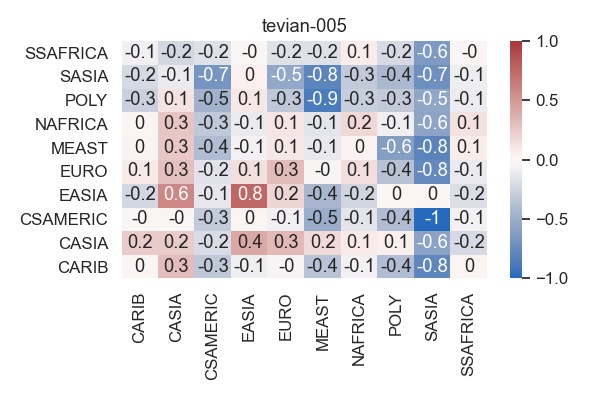 tevian-005
SSAFRICA -0.1 -0.2 -0.2 -0 -0.2 -0.2 0.1 -0.2 -0.6 -0
SASIA -0.2 -0.1 -0.7 0 -0.5 -0.8 -0.3 -0.4 -0.7 -0.1
POLY -0.3 0.1 -0.5 0.1 -0.3 -0.9 -0.3 -0.3 -0.5 -0.1
NAFRICA 0 0.3 -0.3 -0.1 0.1 -0.1 0.2 -0.1 -0.6 0.1
MEAST 0 0.3 -0.4 -0.1 0.1 -0.1 0 -0.6 -0.8 0.1
EURO 0.1 0.3 -0.2 0.1 0.3 -0 0.1 -0.4 -0.8 -0.1
EASIA -0.2 0.6 -0.1 0.8 0.2 -0.4 -0.2 0 0 -0.2
CSAMERIC -0 -0 -0.3 0 -0.1 -0.5 -0.1 -0.4 -1 -0.1
CASIA 0.2 0.2 -0.2 0.4 0.3 0.2 0.1 0.1 -0.6 -0.2
CARIB 0 0.3 -0.3 -0.1 -0 -0.4 -0.1 -0.4 -0.8 0
CARIB CASIA CSAMERIC EASIA EURO MEAST NAFRICA POLY SASIA SSAFRICA
1.0
0.5
0.0
−0.5
−1.0